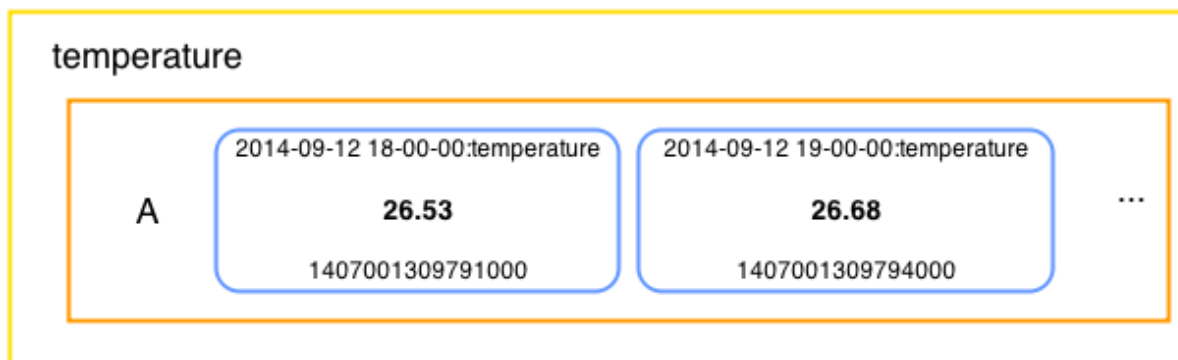 temperature
2014-09-12 18-00-00:temperature
2014-09-12 19-00-00:temperature
A
26.53
26.68
...
1407001309791000
1407001309794000